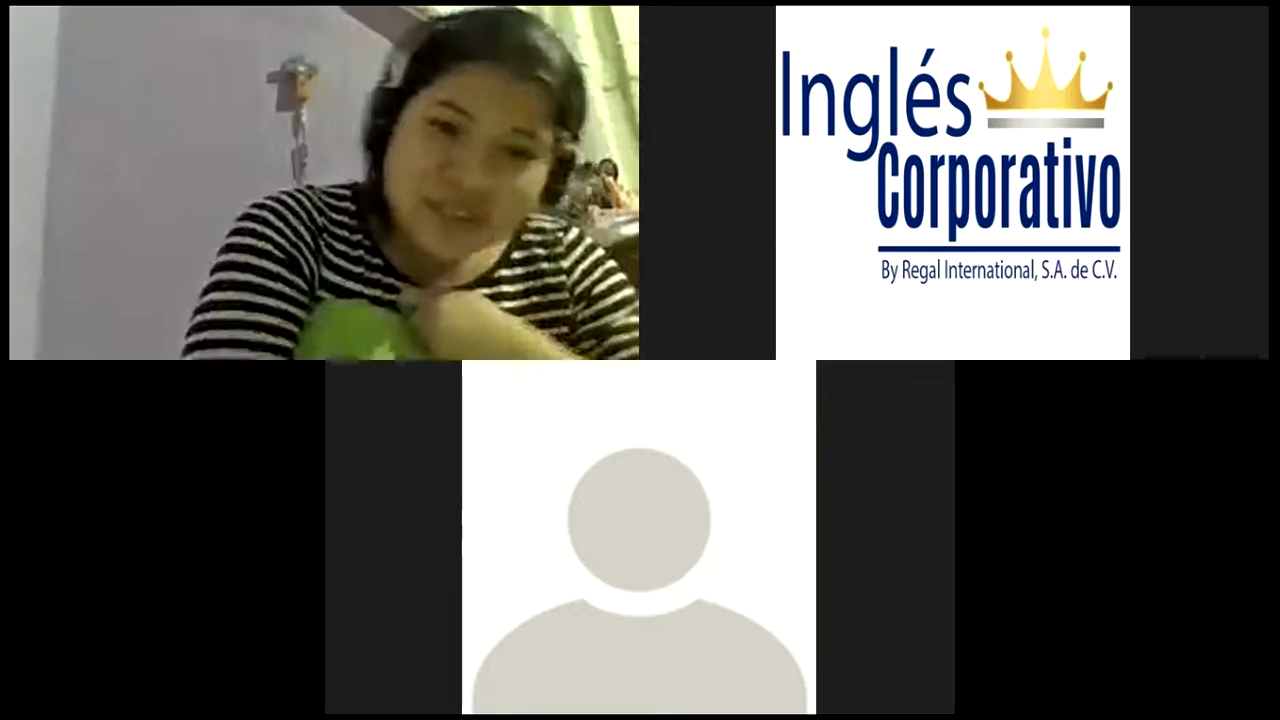 Inglés
Corporativo
By Regal International, S.A. de C.V.